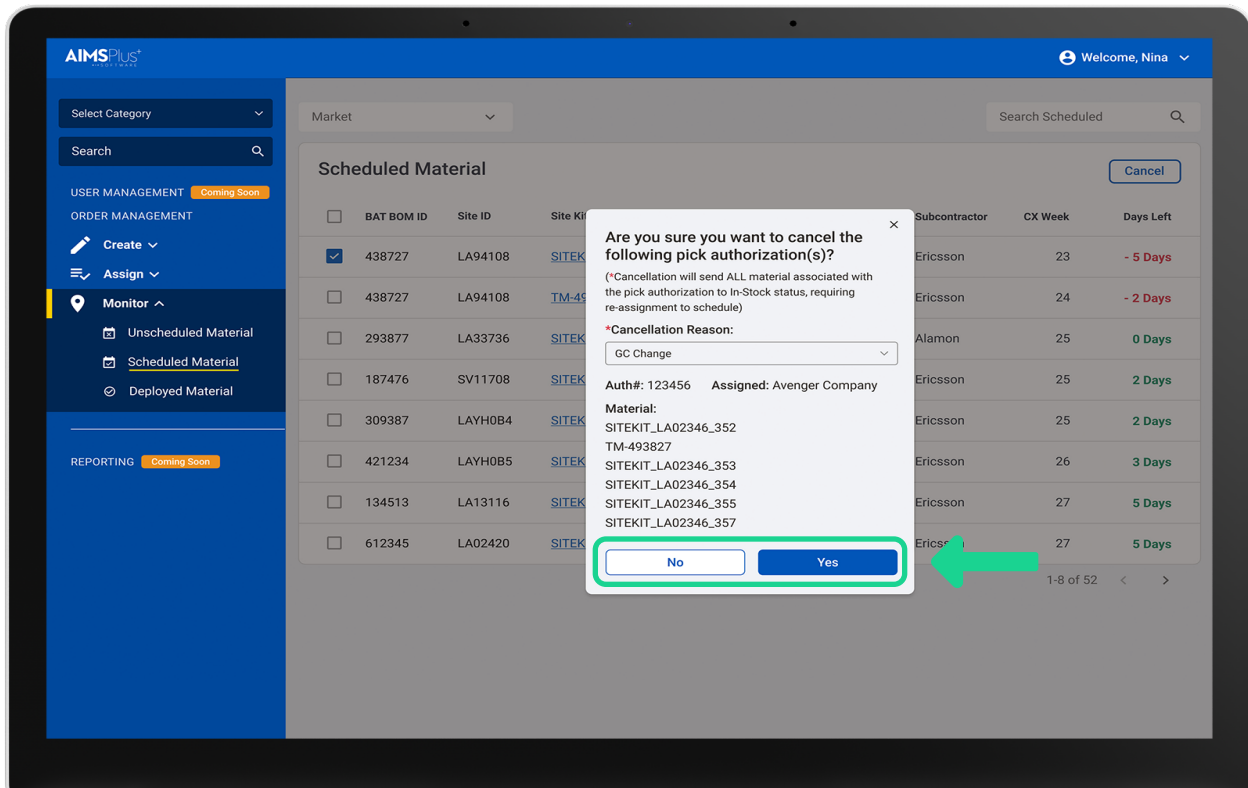 AIMSPlus+
SOFTWARE
Welcome, Nina
Select Category
Search
USER MANAGEMENT Coming Soon
ORDER MANAGEMENT
Create
Assign
Monitor
Unscheduled Material
Scheduled Material
Deployed Material
REPORTING Coming Soon
Market
Search Scheduled
Scheduled Material
Cancel
BAT BOM ID Site ID Site Ki Subcontractor CX Week Days Left
438727 LA94108 SITEK Ericsson 23 - 5 Days
438727 LA94108 TM-49 Ericsson 24 - 2 Days
293877 LA33736 SITEK Alamon 25 0 Days
187476 SV11708 SITEK Ericsson 25 2 Days
309387 LAYH0B4 SITEK Ericsson 25 2 Days
421234 LAYH0B5 SITEK Ericsson 26 3 Days
134513 LA13116 SITEK Ericsson 27 5 Days
612345 LA02420 SITEK Ericsson 27 5 Days
1-8 of 52
Are you sure you want to cancel the
following pick authorization(s)?
(*Cancellation will send ALL material associated with
the pick authorization to In-Stock status, requiring
re-assignment to schedule)
*Cancellation Reason:
GC Change
Auth#: 123456 Assigned: Avenger Company
Material:
SITEKIT_LA02346_352
TM-493827
SITEKIT_LA02346_353
SITEKIT_LA02346_354
SITEKIT_LA02346_355
SITEKIT_LA02346_357
No Yes